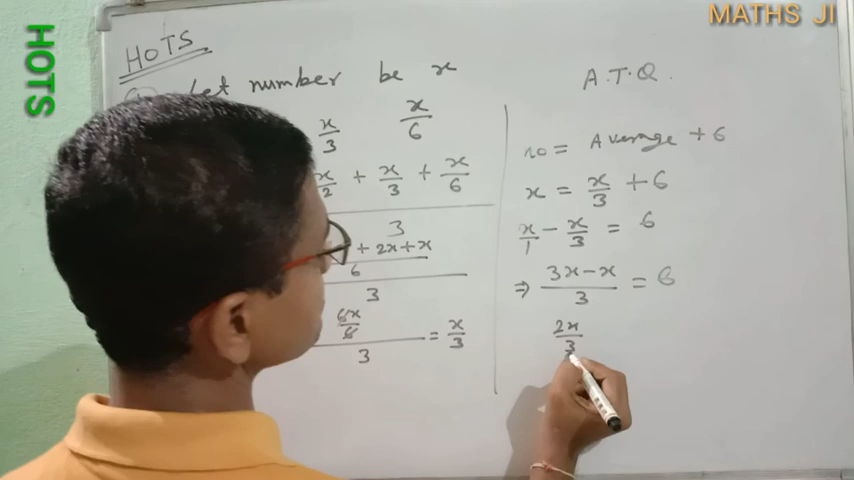 MATHS JI
HOTS
HOTS
Let number be x
x/3 x/6
x/2 + x/3 + x/6
3
+ 2x + x
6
3
6x/6
3 = x/3
A.T.Q.
no = Average + 6
x = x/3 + 6
x/1 - x/3 = 6
⇒ 3x-x/3 = 6
2x/3